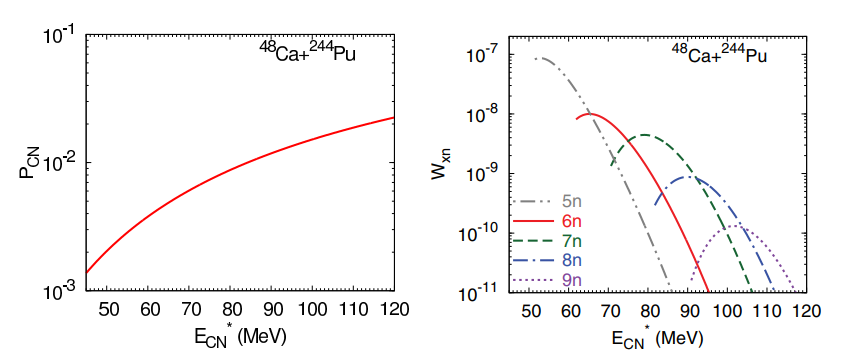 10⁻¹
⁴⁸Ca+²⁴⁴Pu
P_CN
10⁻²
10⁻³
50 60 70 80 90 100 110 120
E_CN* (MeV)
⁴⁸Ca+²⁴⁴Pu
10⁻⁷
10⁻⁸
W_xn
10⁻⁹
10⁻¹⁰
10⁻¹¹
5n
6n
7n
8n
9n
50 60 70 80 90 100 110 120
E_CN* (MeV)